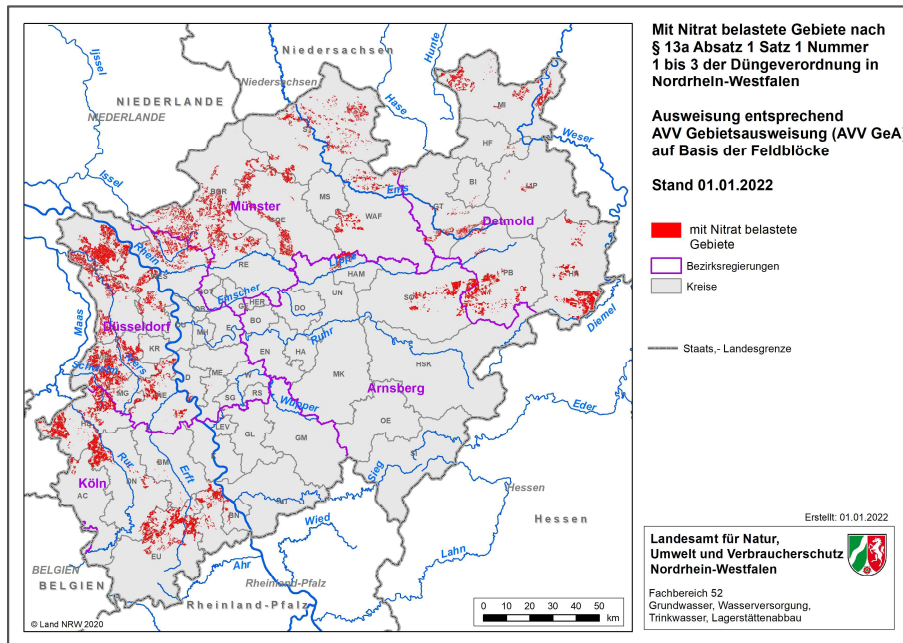 Mit Nitrat belastete Gebiete nach
§ 13a Absatz 1 Satz 1 Nummer
1 bis 3 der Düngeverordnung in
Nordrhein-Westfalen
Ausweisung entsprechend
AVV Gebietsausweisung (AVV GeA)
auf Basis der Feldblöcke
Stand 01.01.2022
mit Nitrat belastete
Gebiete
Bezirksregierungen
Kreise
Staats,- Landesgrenze
Erstellt: 01.01.2022
Landesamt für Natur,
Umwelt und Verbraucherschutz
Nordrhein-Westfalen
Fachbereich 52
Grundwasser, Wasserversorgung,
Trinkwasser, Lagerstättenabbau
Niedersachsen
Niedersachsen
NIEDERLANDE
NIEDERLANDE
Ijssel
Issel
Hunte
Hase
Weser
Ems
MI
HF
BI
GT
ST
BOR
Münster
MS
WAF
Detmold
Rhein
Lippe
RE
HAM
UN
PB
HX
Emscher
HER
BO
DO
E
MH
Ruhr
Diemel
Maas
Düsseldorf
KR
Niers
Schwalm
MG
ME
EN
HA
MK
HSK
Arnsberg
W
SG
RS
Wupper
LEV
GL
GM
OE
Eder
SI
Sieg
Rur
Erft
BM
DN
Köln
AC
BN
EU
Ahr
Wied
Lahn
Hessen
Hessen
BELGIEN
BELGIEN
Rheinland-Pfalz
Rheinland-Pfalz
© Land NRW 2020
0 10 20 30 40 50
km